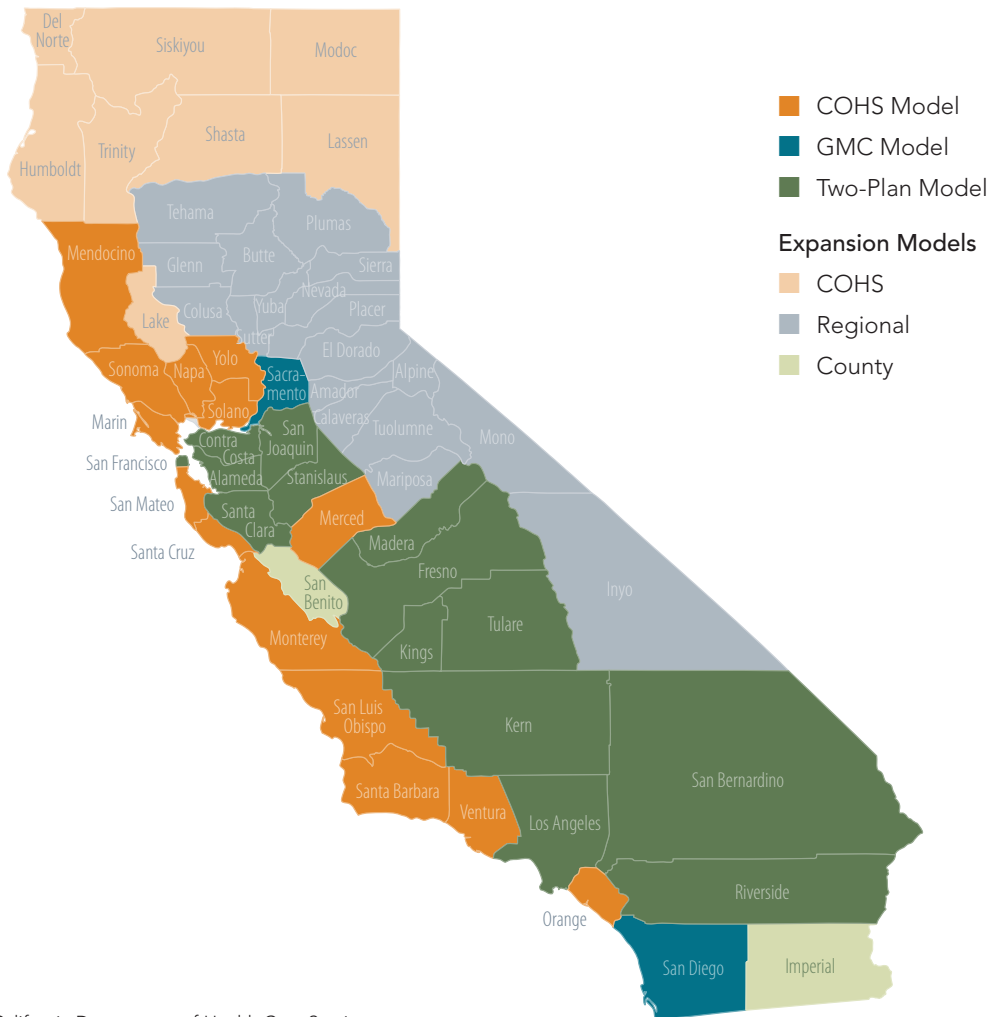 Del
Norte
Siskiyou
Modoc
Humboldt
Trinity
Shasta
Lassen
Tehama
Plumas
Mendocino
Glenn
Butte
Sierra
Lake
Colusa
Yuba
Nevada
Placer
Sutter
El Dorado
Sonoma
Napa
Yolo
Sacra-
mento
Alpine
Amador
Marin
Solano
Calaveras
Tuolumne
Mono
San Francisco
Contra
Costa
San
Joaquin
Alameda
Stanislaus
Mariposa
San Mateo
Santa
Clara
Merced
Madera
Santa Cruz
Fresno
San
Benito
Inyo
Monterey
Kings
Tulare
San Luis
Obispo
Kern
Santa Barbara
Ventura
Los Angeles
San Bernardino
Orange
Riverside
San Diego
Imperial
COHS Model
GMC Model
Two-Plan Model
Expansion Models
COHS
Regional
County